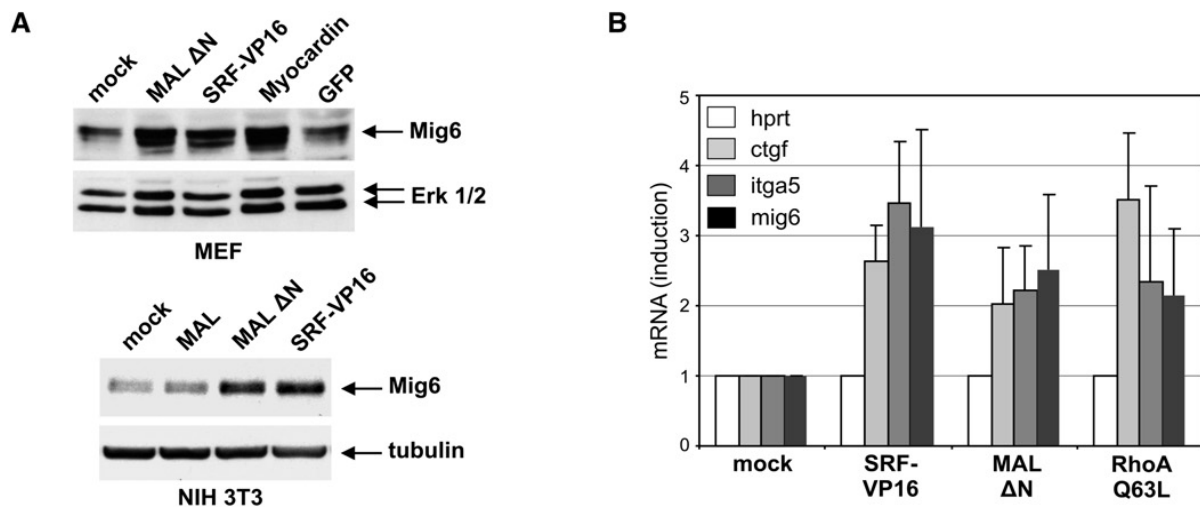 A
mock
MAL ΔN
SRF-VP16
Myocardin
GFP
Mig6
Erk 1/2
MEF
mock
MAL
MAL ΔN
SRF-VP16
Mig6
tubulin
NIH 3T3
B
mRNA (induction)
5
4
3
2
1
0
hprt
ctgf
itga5
mig6
mock
SRF-
VP16
MAL
ΔN
RhoA
Q63L